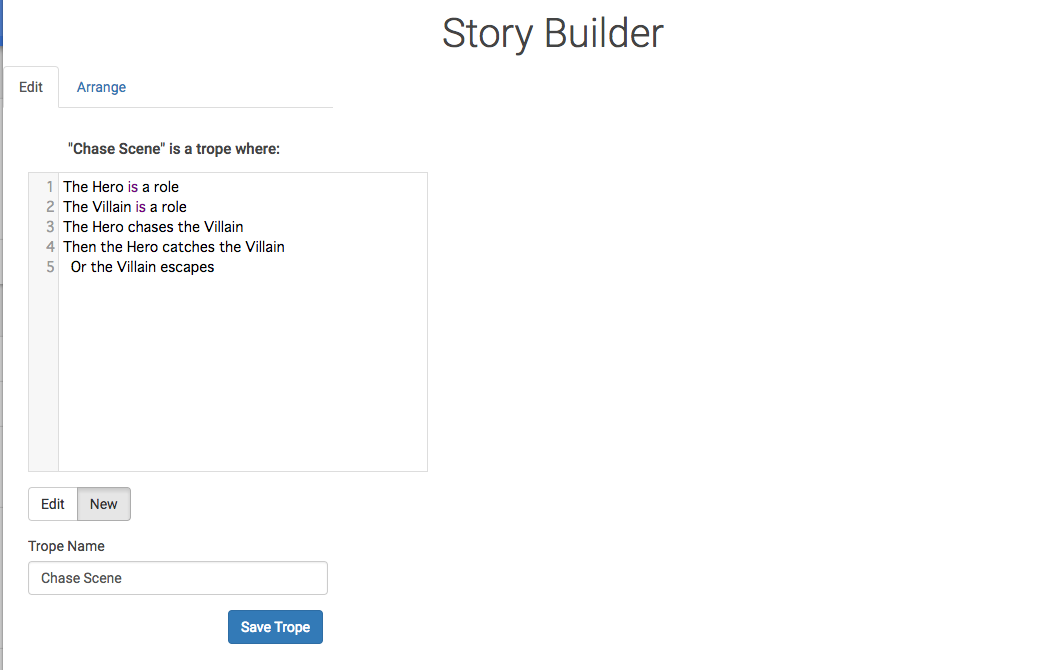 Story Builder
Edit
Arrange
"Chase Scene" is a trope where:
1 The Hero is a role
2 The Villain is a role
3 The Hero chases the Villain
4 Then the Hero catches the Villain
5 Or the Villain escapes
Edit
New
Trope Name
Chase Scene
Save Trope